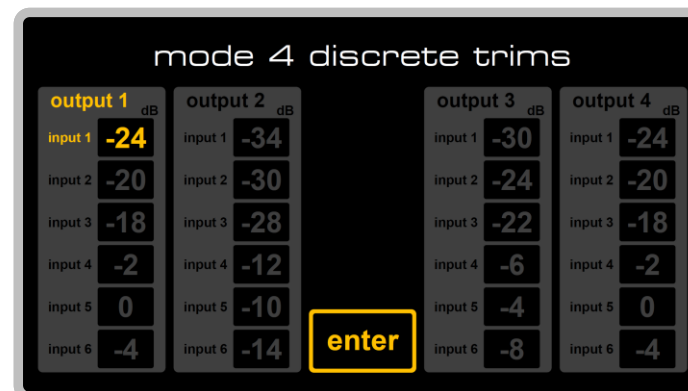 mode 4 discrete trims
output 1 dB
input 1 -24
input 2 -20
input 3 -18
input 4 -2
input 5 0
input 6 -4
output 2 dB
input 1 -34
input 2 -30
input 3 -28
input 4 -12
input 5 -10
input 6 -14
enter
output 3 dB
input 1 -30
input 2 -24
input 3 -22
input 4 -6
input 5 -4
input 6 -8
output 4 dB
input 1 -24
input 2 -20
input 3 -18
input 4 -2
input 5 0
input 6 -4